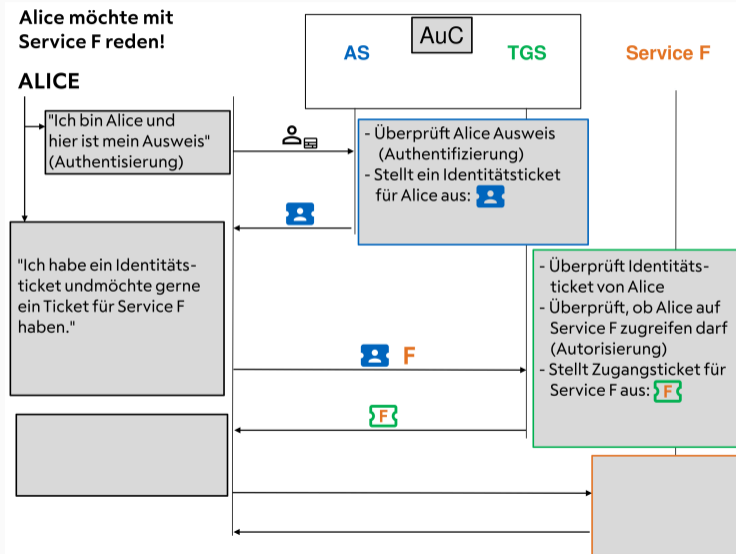 Alice möchte mit
Service F reden!
ALICE
AuC
AS
TGS
Service F
"Ich bin Alice und
hier ist mein Ausweis"
(Authentisierung)
- Überprüft Alice Ausweis
(Authentifizierung)
- Stellt ein Identitätsticket
für Alice aus:
"Ich habe ein Identitäts-
ticket undmöchte gerne
ein Ticket für Service F
haben."
- Überprüft Identitäts-
ticket von Alice
- Überprüft, ob Alice auf
Service F zugreifen darf
(Autorisierung)
- Stellt Zugangsticket für
Service F aus: F
F
F